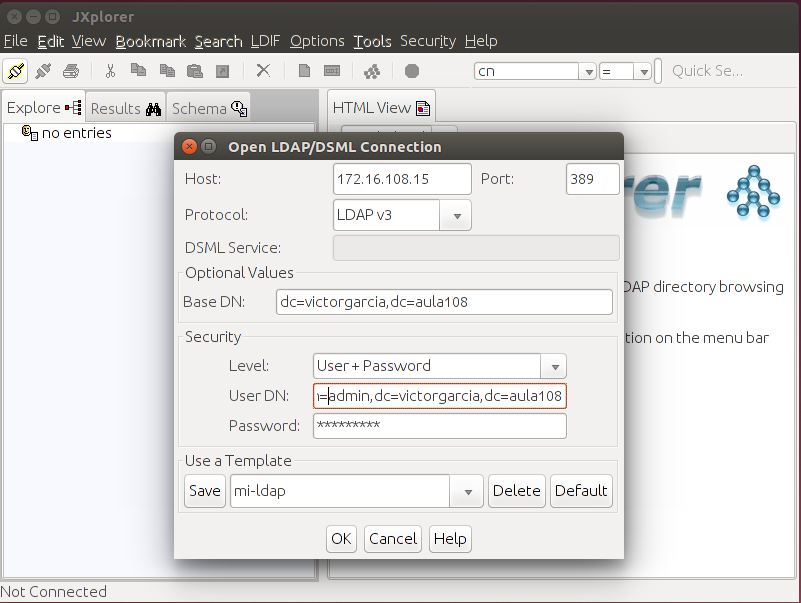 JXplorer
File Edit View Bookmark Search LDIF Options Tools Security Help
cn = Quick Se...
Explore Results Schema HTML View
no entries
Open LDAP/DSML Connection
Host: 172.16.108.15 Port: 389
Protocol: LDAP v3
DSML Service:
Optional Values
Base DN: dc=victorgarcia,dc=aula108
Security
Level: User + Password
User DN: =admin,dc=victorgarcia,dc=aula108
Password: *********
Use a Template
Save mi-ldap Delete Default
OK Cancel Help
rer
DAP directory browsing
tion on the menu bar
Not Connected